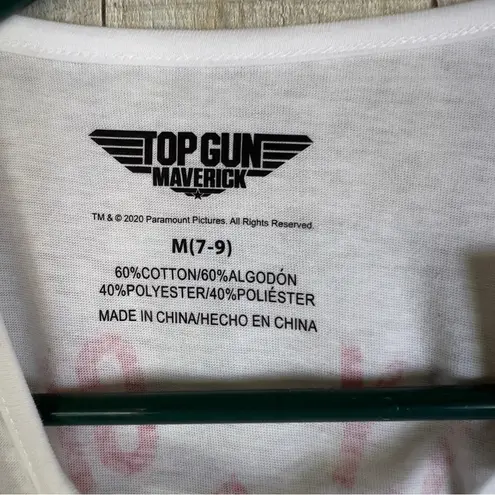 TOP GUN
MAVERICK
TM & © 2020 Paramount Pictures. All Rights Reserved.
M(7-9)
60%COTTON/60%ALGODÓN
40%POLYESTER/40%POLIÉSTER
MADE IN CHINA/HECHO EN CHINA